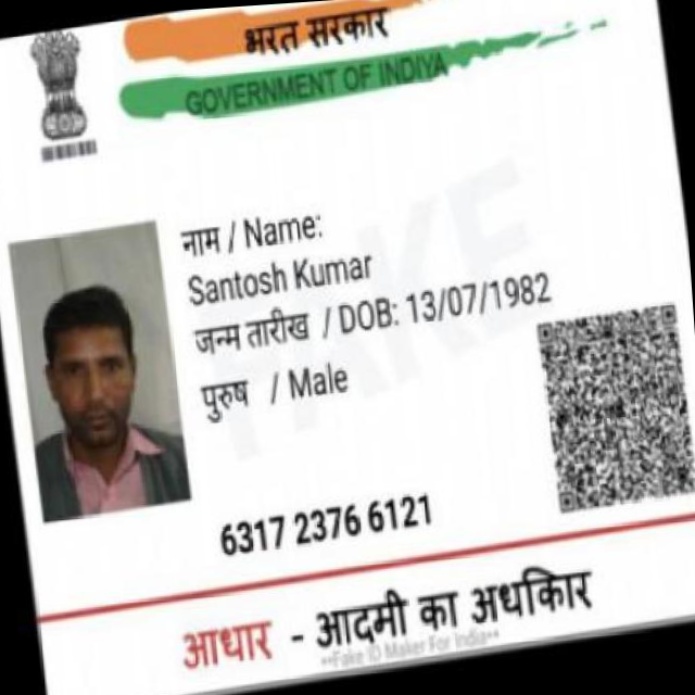 भरत सरकार
GOVERNMENT OF INDIYA
FAKE
नाम / Name:
Santosh Kumar
जन्म तारीख / DOB: 13/07/1982
पुरुष / Male
6317 2376 6121
आधार - आदमी का अधकिार
**Fake ID Maker For India**